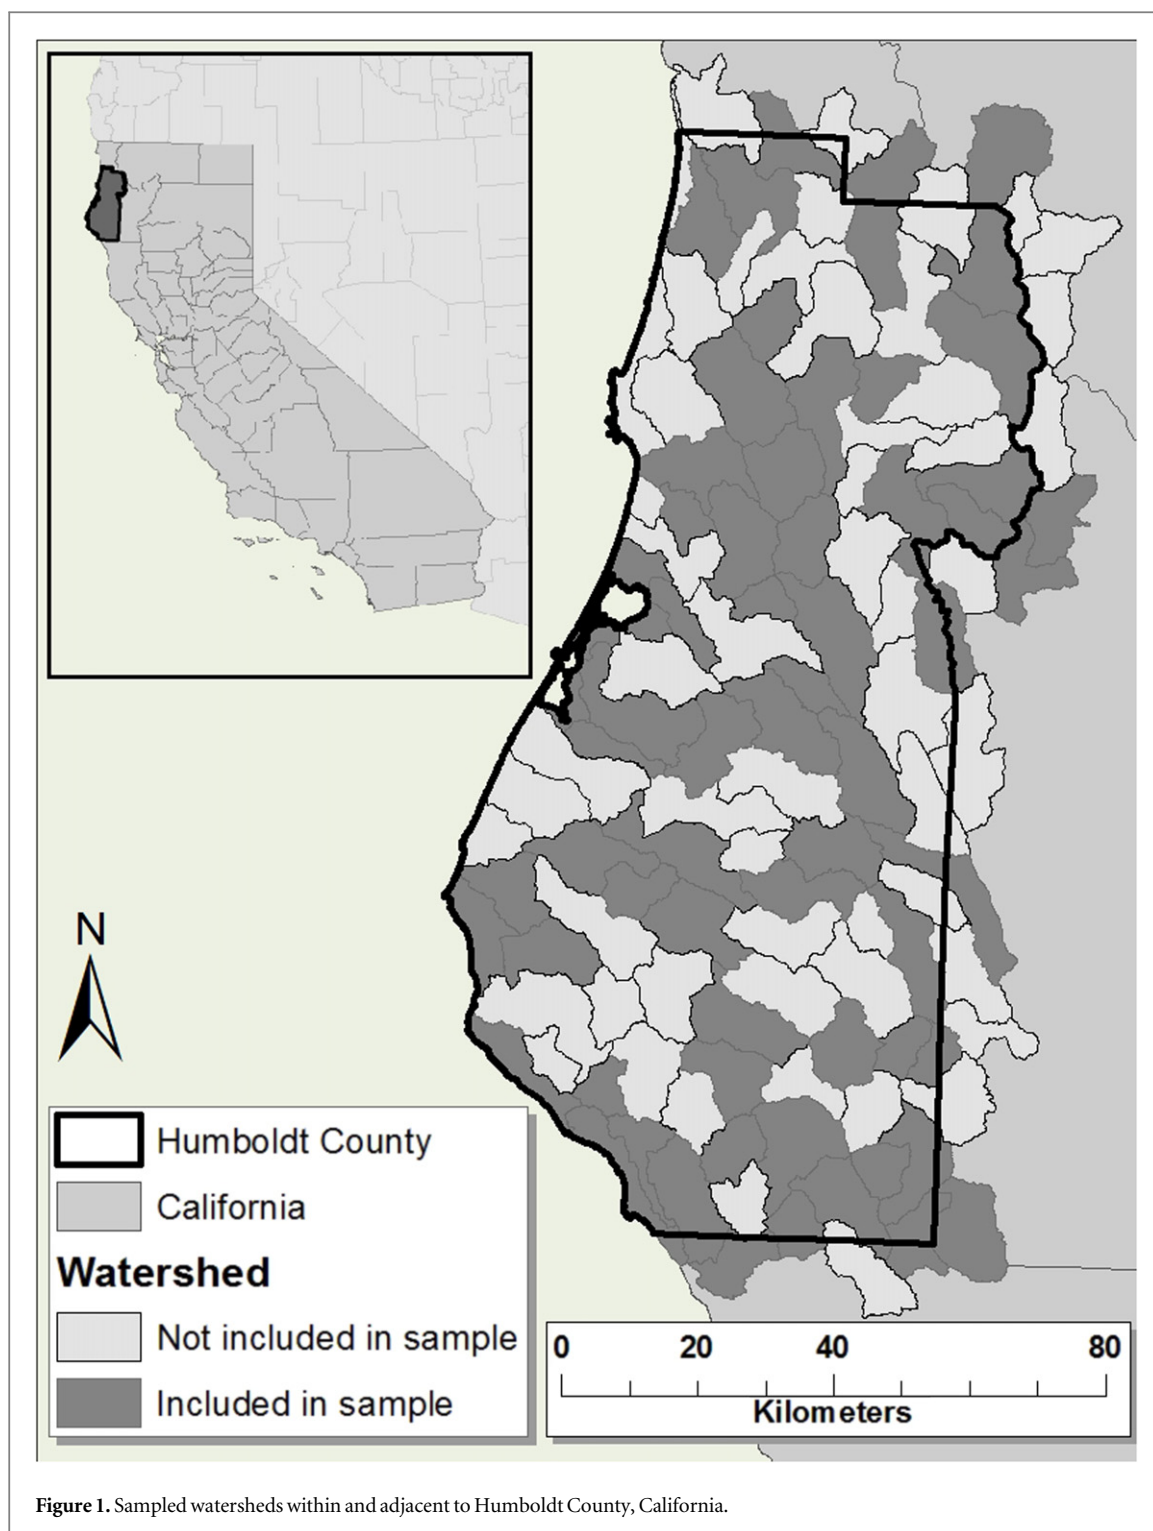 N
Humboldt County
California
Watershed
Not included in sample
Included in sample
0 20 40 80
Kilometers
Figure 1. Sampled watersheds within and adjacent to Humboldt County, California.